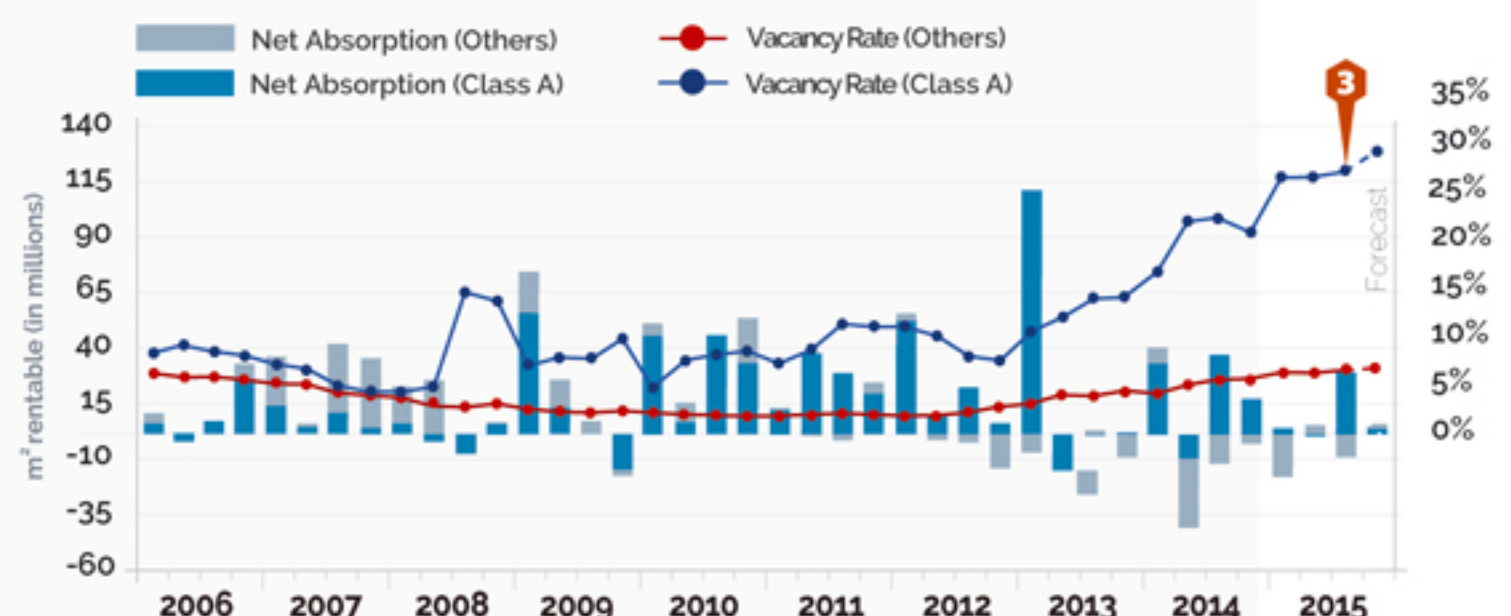 Net Absorption (Others)
Vacancy Rate (Others)
Net Absorption (Class A)
Vacancy Rate (Class A)
3
m² rentable (in millions)
140
115
90
65
40
15
-10
-35
-60
35%
30%
25%
20%
15%
10%
5%
0%
Forecast
2006 2007 2008 2009 2010 2011 2012 2013 2014 2015